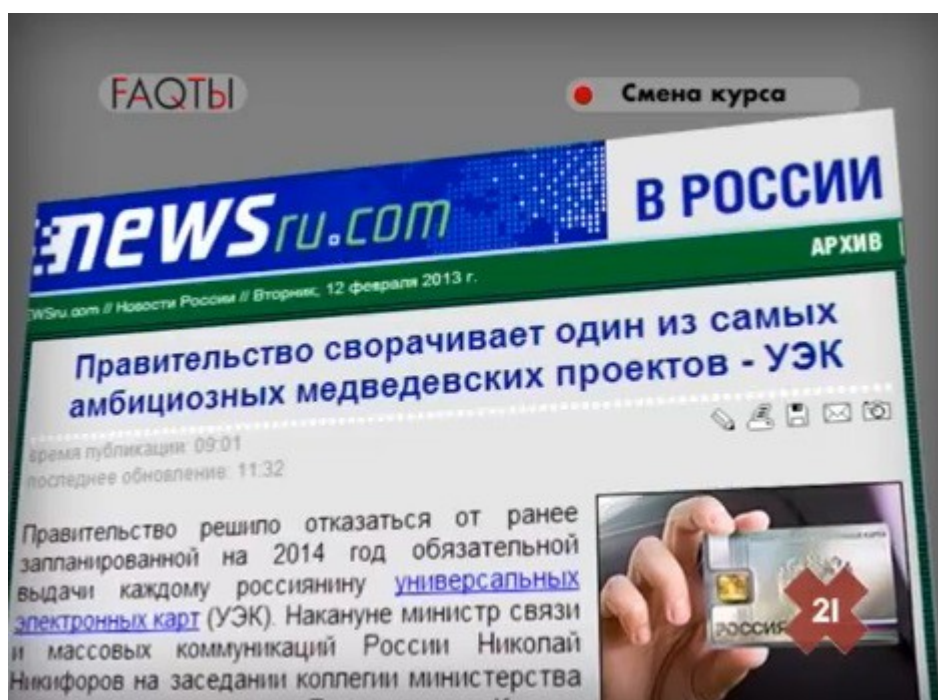 FAQТЫ
Смена курса
NEWSru.com
В РОССИИ
АРХИВ
WSru.com // Новости России // Вторник, 12 февраля 2013 г.
Правительство сворачивает один из самых
амбициозных медведевских проектов - УЭК
время публикации: 09:01
последнее обновление: 11:32
Правительство решило отказаться от ранее
запланированной на 2014 год обязательной
выдачи каждому россиянину универсальных
электронных карт (УЭК). Накануне министр связи
и массовых коммуникаций России Николай
Никифоров на заседании коллегии министерства
РОССИЯ
21